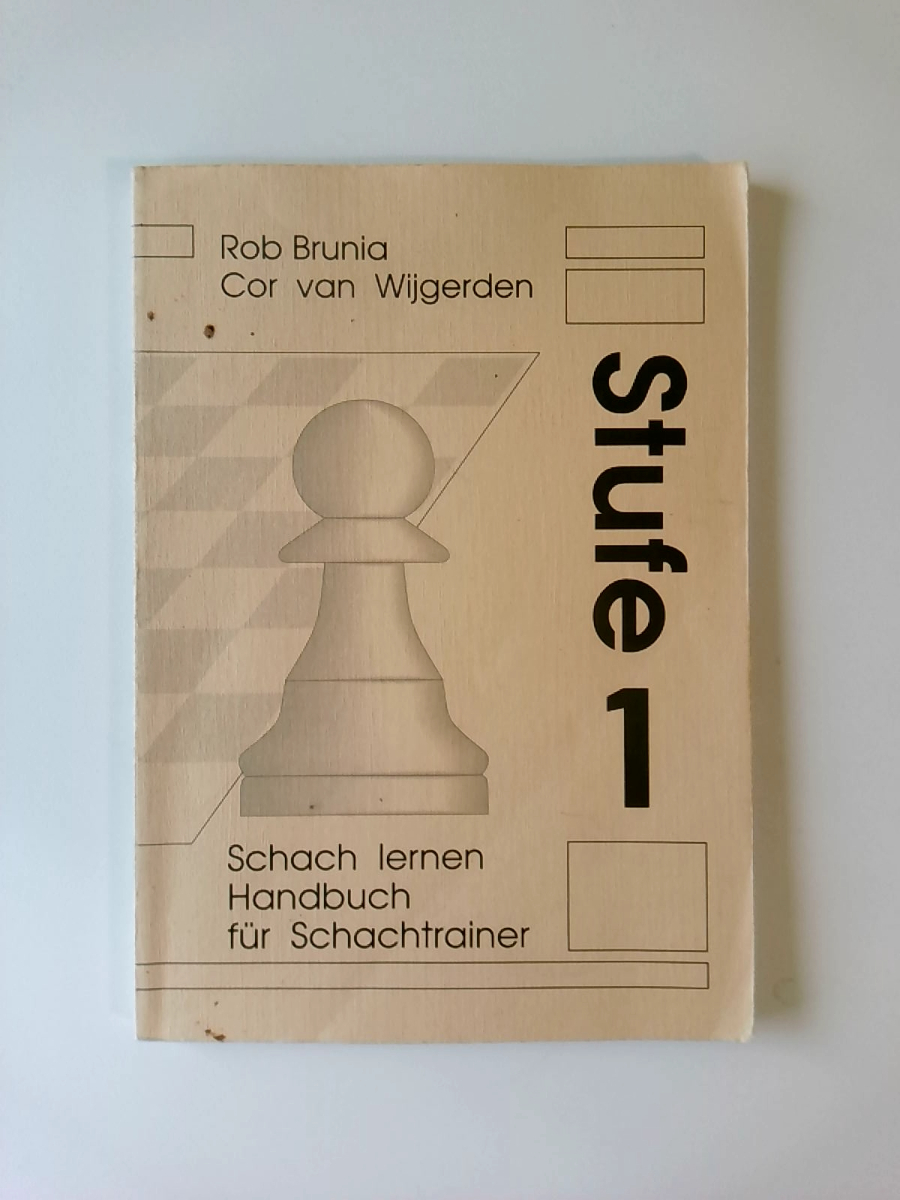 Rob Brunia
Cor van Wijgerden
Stufe 1
Schach lernen
Handbuch
für Schachtrainer